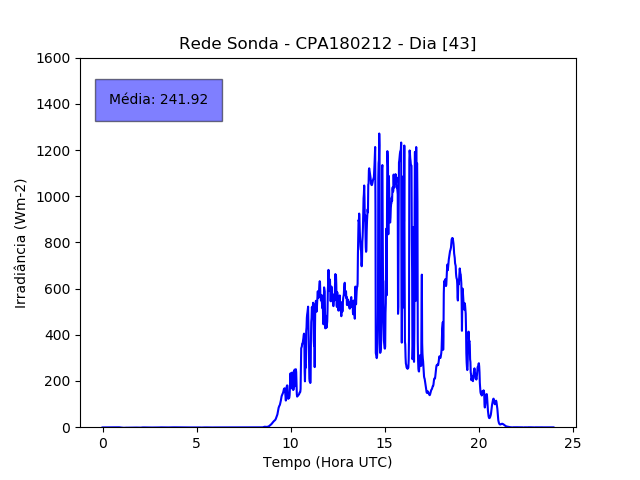 Rede Sonda - CPA180212 - Dia [43]
1600
1400
1200
1000
800
600
400
200
0
Média: 241.92
Irradiância (Wm-2)
0 5 10 15 20 25
Tempo (Hora UTC)